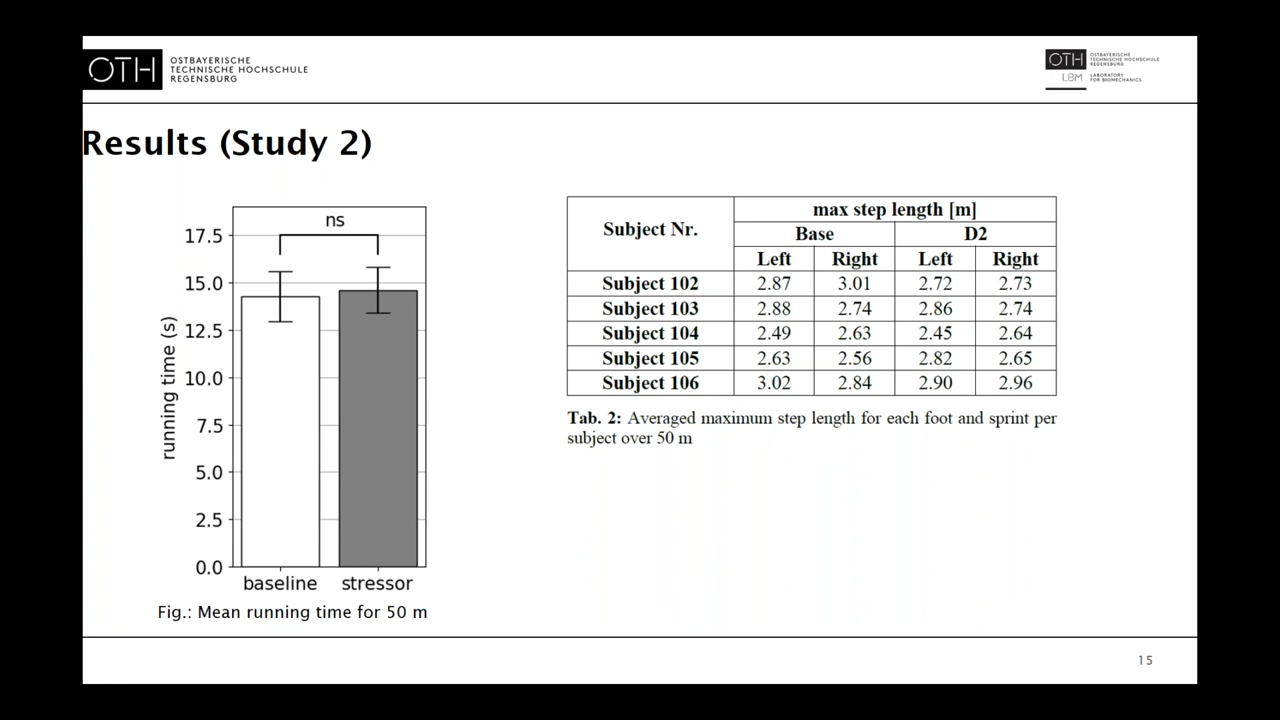 OTH
OSTBAYERISCHE
TECHNISCHE HOCHSCHULE
REGENSBURG
OTH
OSTBAYERISCHE
TECHNISCHE HOCHSCHULE
REGENSBURG
LBM
LABORATORY
FOR BIOMECHANICS
Results (Study 2)
ns
17.5
15.0
12.5
10.0
7.5
5.0
2.5
0.0
running time (s)
baseline stressor
Fig.: Mean running time for 50 m
Subject Nr. max step length [m]
Base D2
Left Right Left Right
Subject 102 2.87 3.01 2.72 2.73
Subject 103 2.88 2.74 2.86 2.74
Subject 104 2.49 2.63 2.45 2.64
Subject 105 2.63 2.56 2.82 2.65
Subject 106 3.02 2.84 2.90 2.96
Tab. 2: Averaged maximum step length for each foot and sprint per
subject over 50 m
15